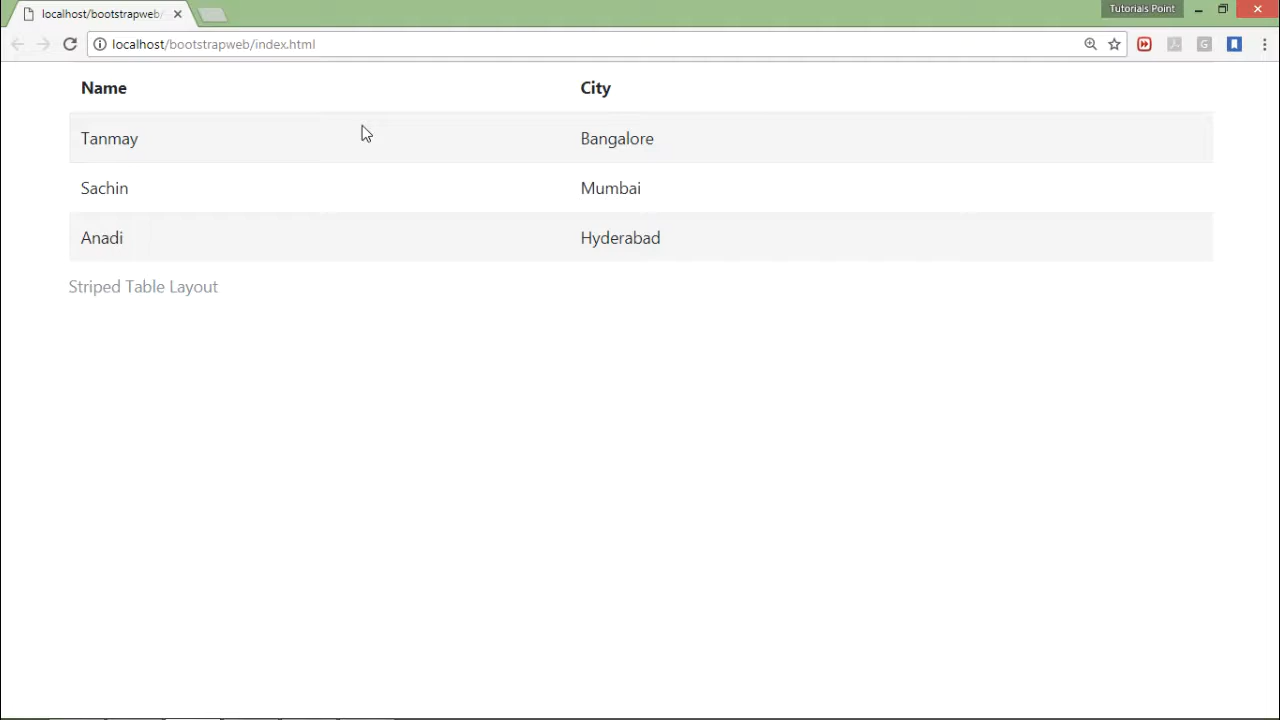 localhost/bootstrapweb/
Tutorials Point
localhost/bootstrapweb/index.html
Name City
Tanmay Bangalore
Sachin Mumbai
Anadi Hyderabad
Striped Table Layout